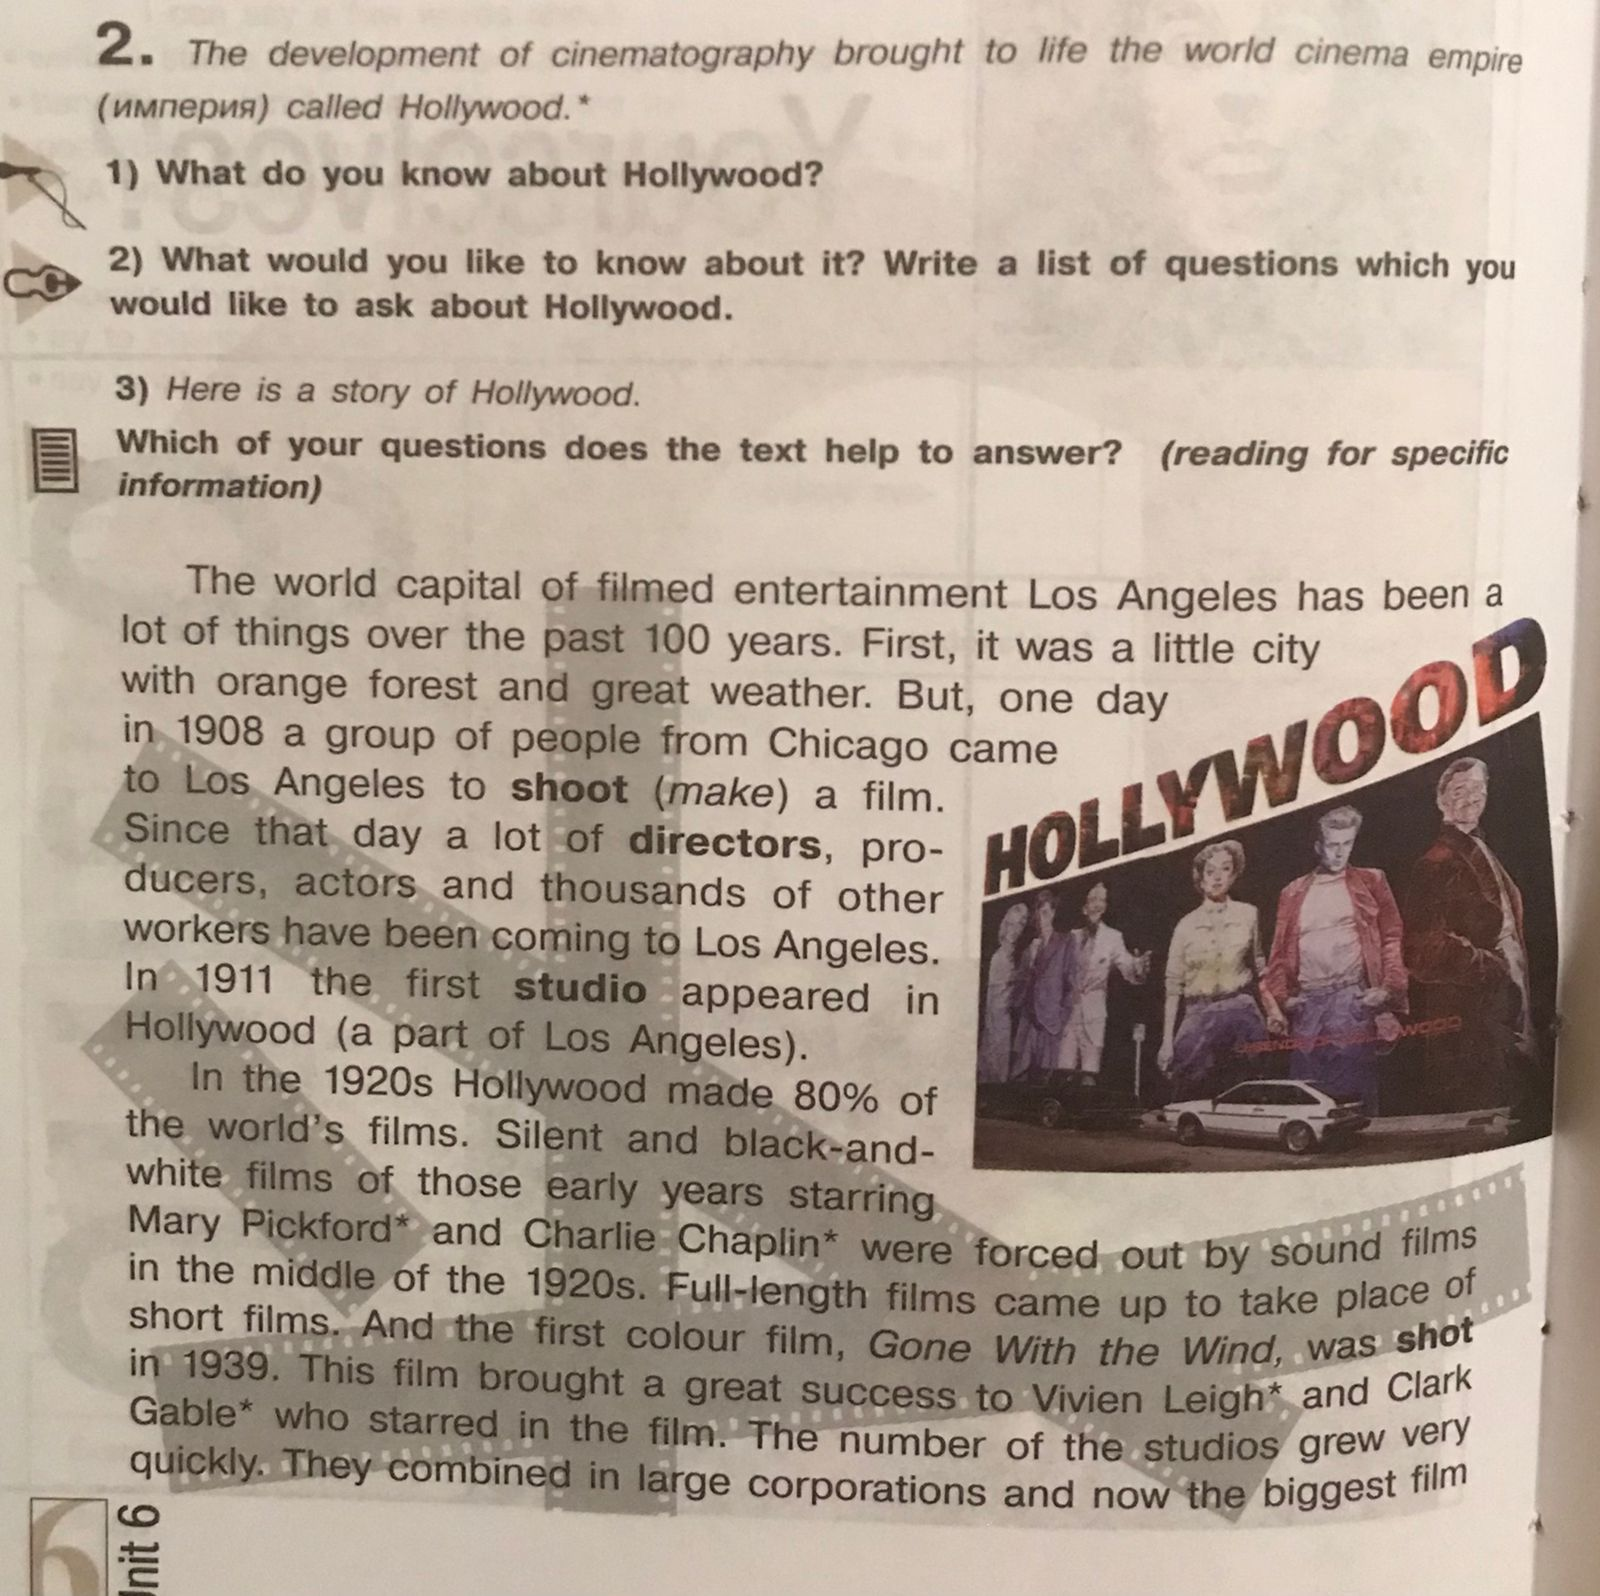 2. The development of cinematography brought to life the world cinema empire
(империя) called Hollywood.*
1) What do you know about Hollywood?
2) What would you like to know about it? Write a list of questions which you
would like to ask about Hollywood.
3) Here is a story of Hollywood.
Which of your questions does the text help to answer? (reading for specific
information)
The world capital of filmed entertainment Los Angeles has been a
lot of things over the past 100 years. First, it was a little city
with orange forest and great weather. But, one day
in 1908 a group of people from Chicago came
to Los Angeles to shoot (make) a film.
Since that day a lot of directors, pro-
ducers, actors and thousands of other
workers have been coming to Los Angeles.
In 1911 the first studio appeared in
Hollywood (a part of Los Angeles).
In the 1920s Hollywood made 80% of
the world's films. Silent and black-and-
white films of those early years starring
Mary Pickford* and Charlie Chaplin* were forced out by sound films
in the middle of the 1920s. Full-length films came up to take place of
short films. And the first colour film, Gone With the Wind, was shot
in 1939. This film brought a great success to Vivien Leigh* and Clark
Gable* who starred in the film. The number of the studios grew very
quickly. They combined in large corporations and now the biggest film
HOLLYWOOD
OF HOLLYWOOD
6
Unit 6